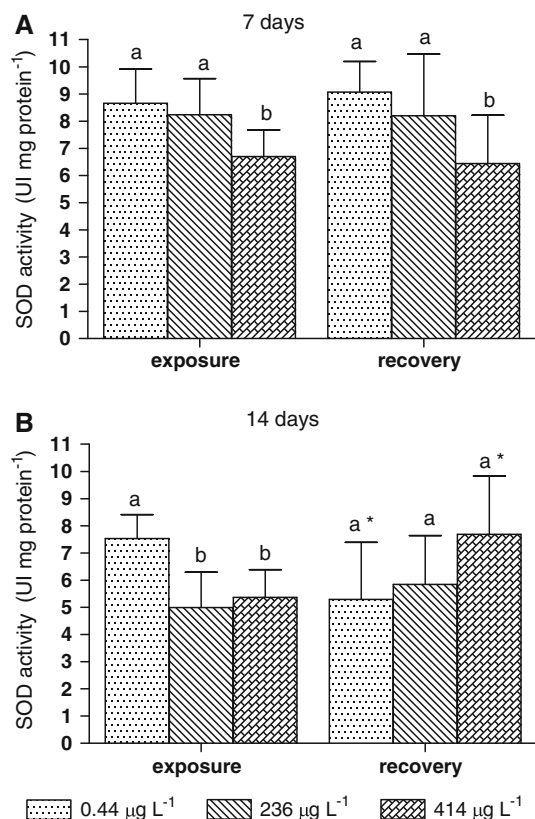 A
7 days
SOD activity (UI mg protein⁻¹)
11
10
9
8
7
6
5
4
3
2
1
0
a a b a a b
exposure recovery
B
14 days
SOD activity (UI mg protein⁻¹)
11
10
9
8
7
6
5
4
3
2
1
0
a b b a * a a *
exposure recovery
0.44 µg L⁻¹ 236 µg L⁻¹ 414 µg L⁻¹